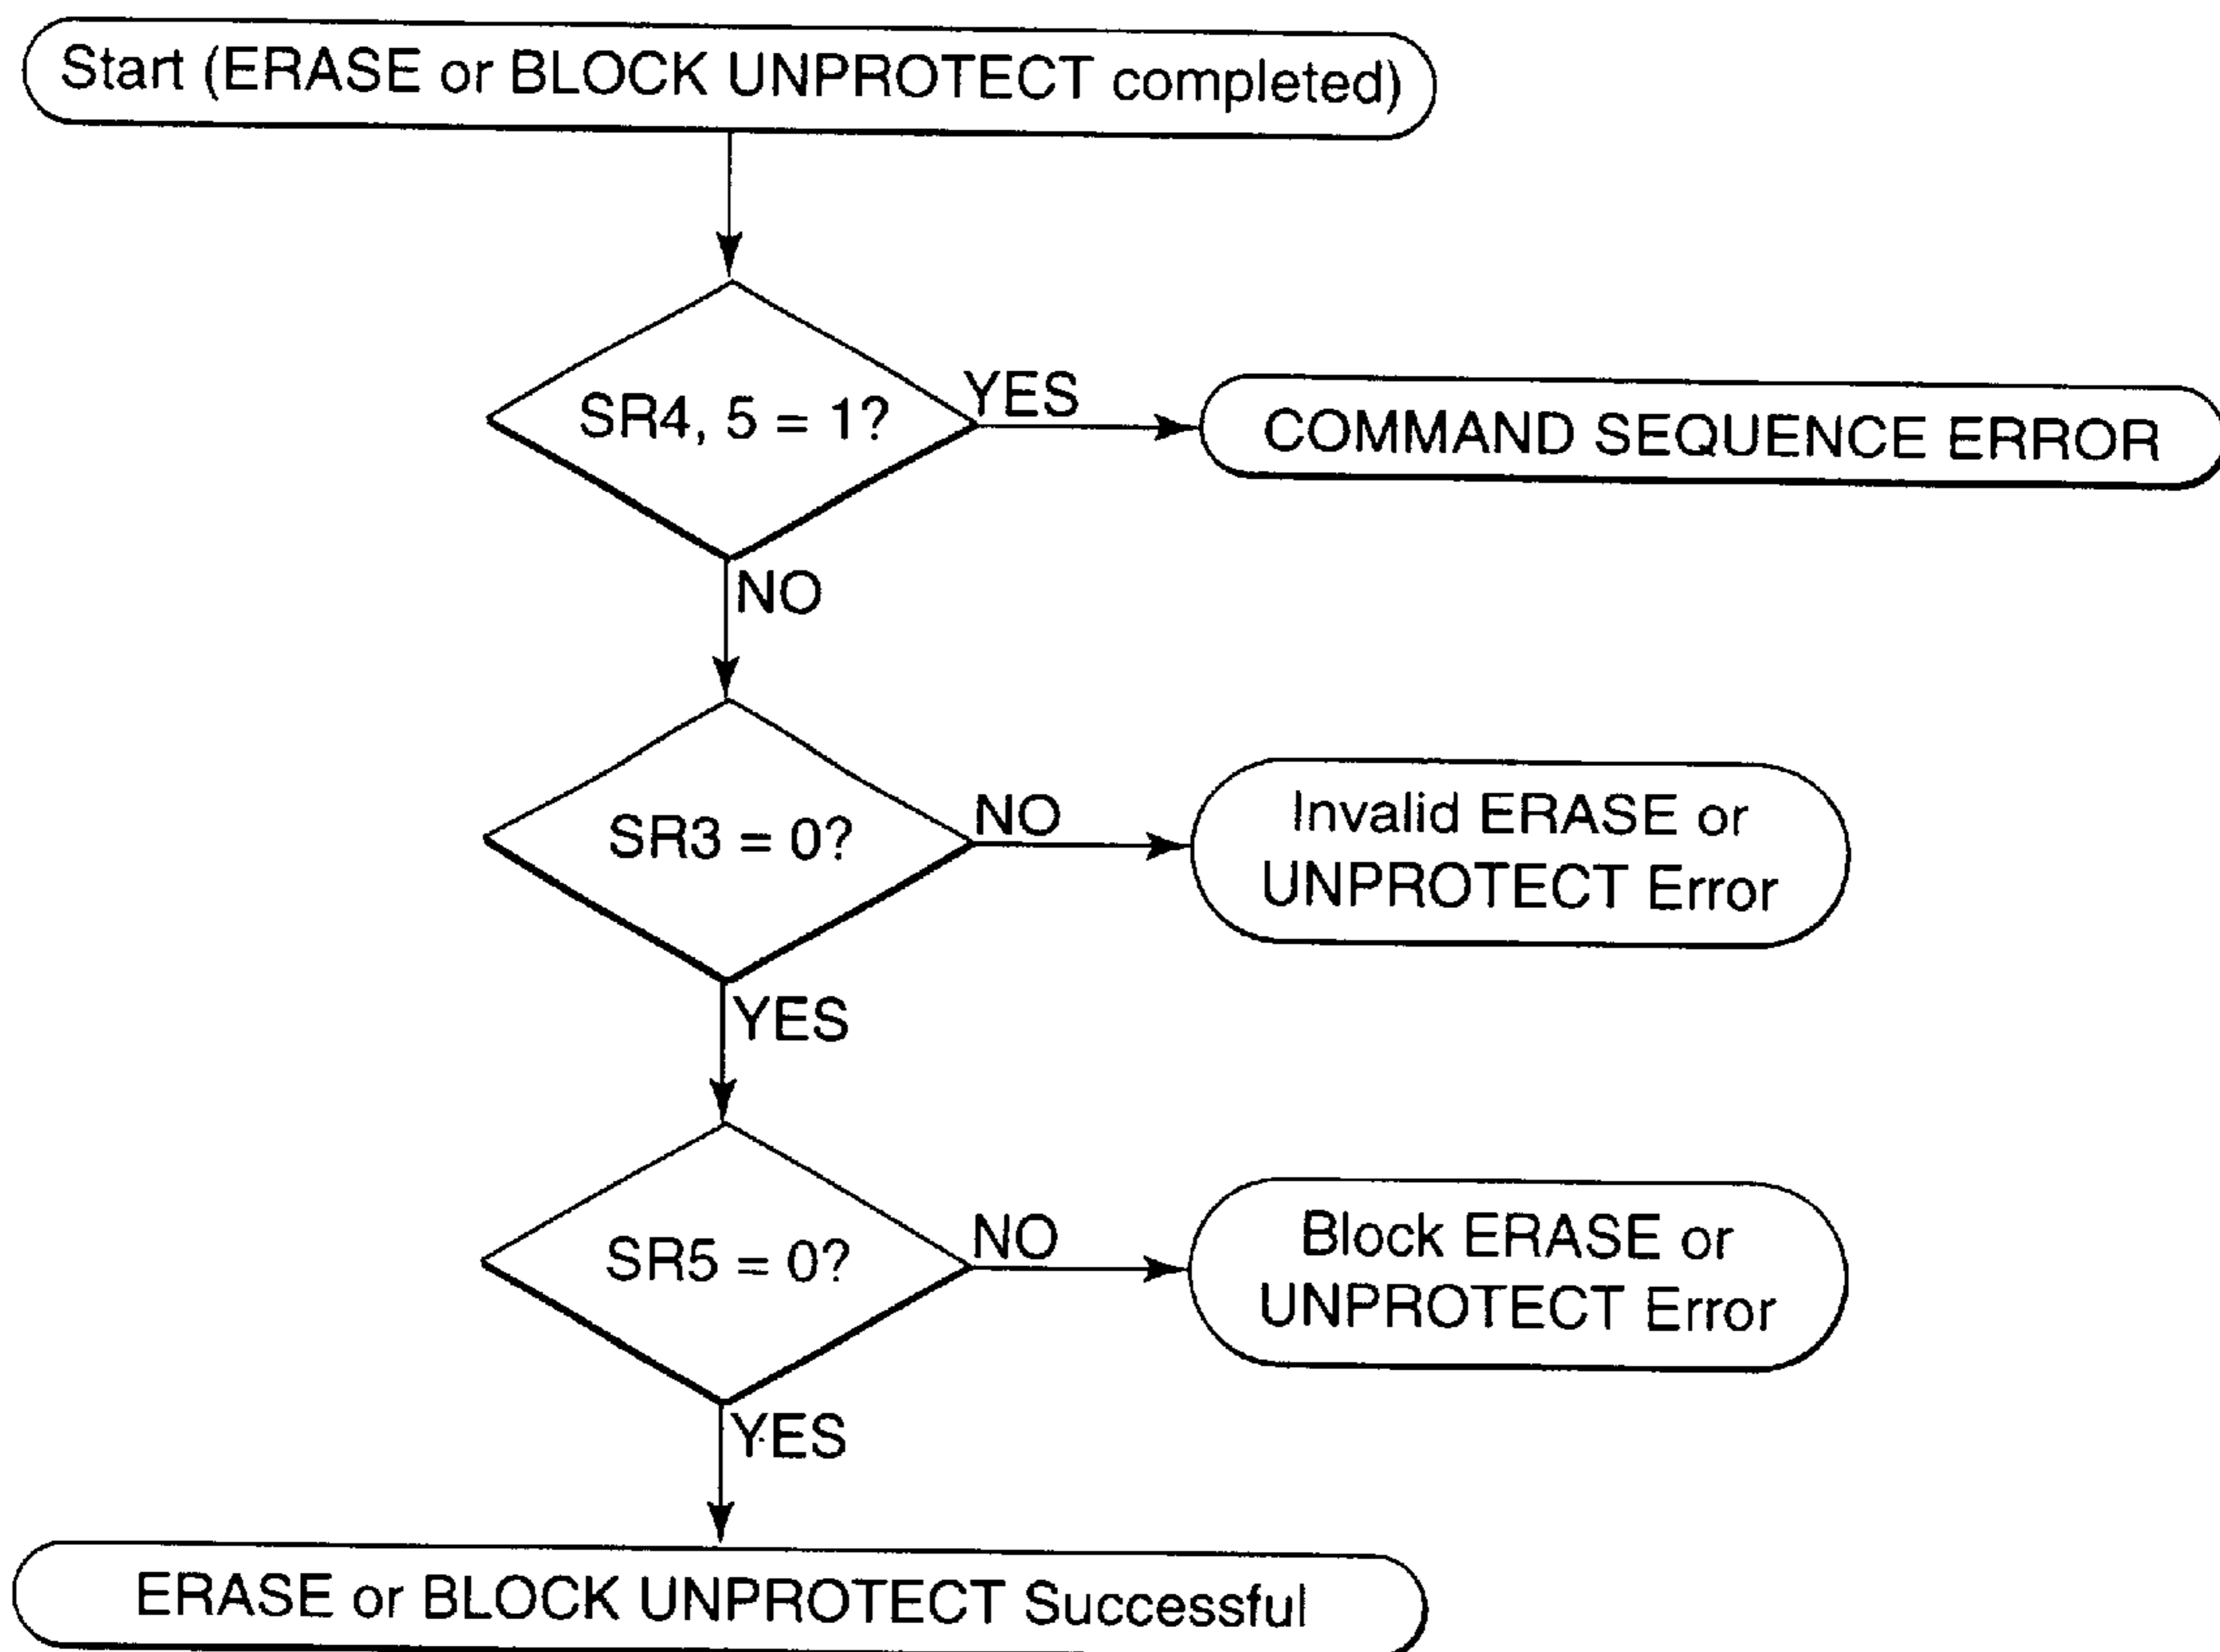 Start (ERASE or BLOCK UNPROTECT completed)
SR4, 5 = 1?
YES
COMMAND SEQUENCE ERROR
NO
SR3 = 0?
NO
Invalid ERASE or
UNPROTECT Error
YES
SR5 = 0?
NO
Block ERASE or
UNPROTECT Error
YES
ERASE or BLOCK UNPROTECT Successful